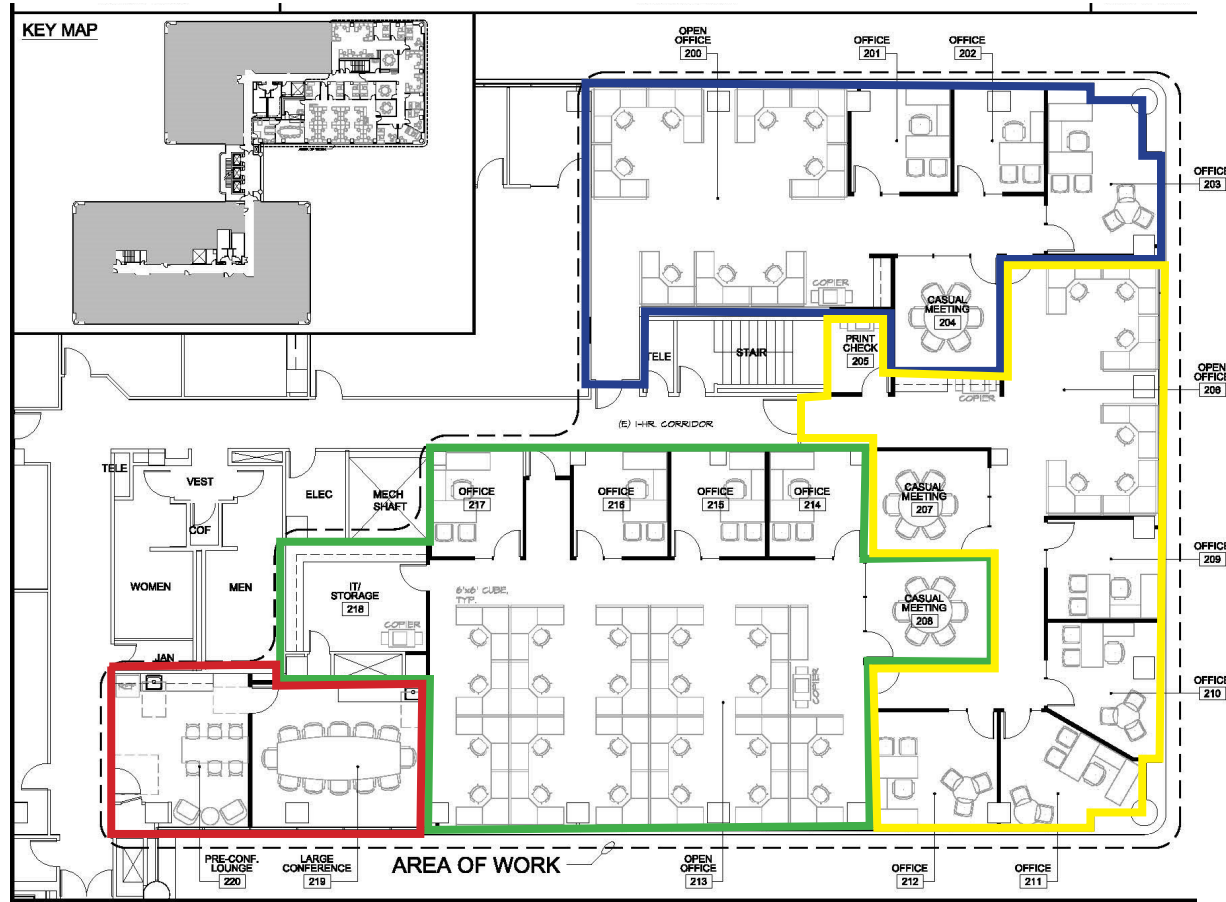 KEY MAP
OPEN
OFFICE
200
OFFICE
201
OFFICE
202
OFFICE
203
COPIER
CASUAL
MEETING
204
TELE
STAIR
PRINT
CHECK
205
COPIER
OPEN
OFFICE
206
(E) 1-HR. CORRIDOR
TELE
VEST
ELEC
MECH
SHAFT
COF
WOMEN
MEN
JAN
OFFICE
217
OFFICE
216
OFFICE
215
OFFICE
214
CASUAL
MEETING
207
OFFICE
209
IT/
STORAGE
218
COPIER
6'x6' CUBE,
TYP.
CASUAL
MEETING
208
COPIER
OFFICE
210
PRE-CONF.
LOUNGE
220
LARGE
CONFERENCE
219
AREA OF WORK
OPEN
OFFICE
213
OFFICE
212
OFFICE
211